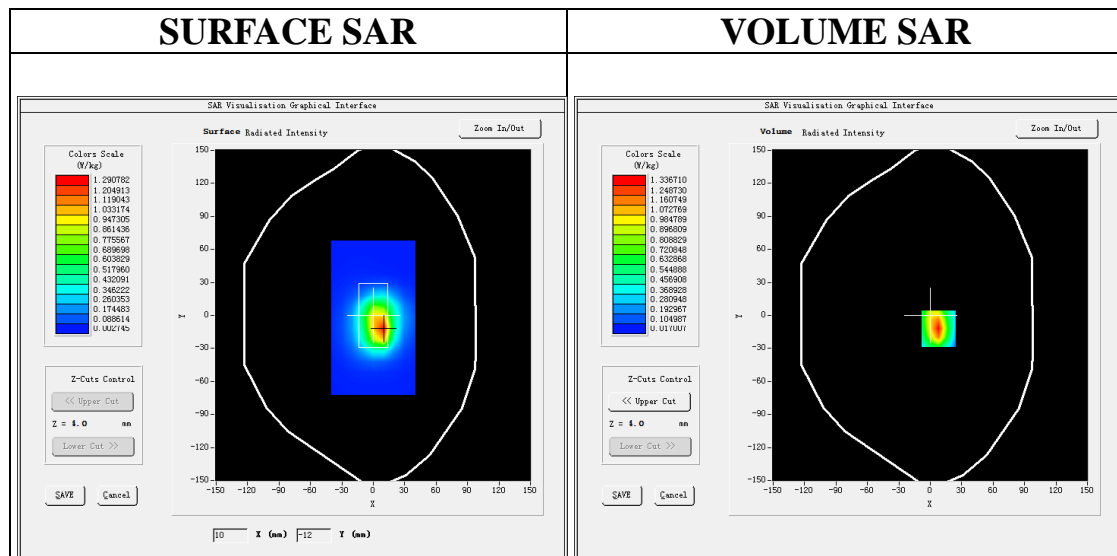 SURFACE SAR
VOLUME SAR
SAR Visualisation Graphical Interface
Surface Radiated Intensity
Zoom In/Out
Colors Scale
(W/kg)
1.290782
1.204913
1.119043
1.033174
0.947305
0.861436
0.775567
0.689698
0.603829
0.517960
0.432091
0.346222
0.260353
0.174483
0.088614
0.002745
Z-Cuts Control
<< Upper Cut
Z = 4.0 mm
Lower Cut >>
SAVE
Cancel
150
120
90
60
30
0
-30
-60
-90
-120
-150
Y
-150 -120 -90 -60 -30 0 30 60 90 120 150
X
10 X (mm) -12 Y (mm)
SAR Visualisation Graphical Interface
Volume Radiated Intensity
Zoom In/Out
Colors Scale
(W/kg)
1.336710
1.248730
1.160749
1.072769
0.984789
0.896809
0.808829
0.720848
0.632868
0.544888
0.456908
0.368928
0.280948
0.192967
0.104987
0.017007
Z-Cuts Control
<< Upper Cut
Z = 4.0 mm
Lower Cut >>
SAVE
Cancel
150
120
90
60
30
0
-30
-60
-90
-120
-150
Y
-150 -120 -90 -60 -30 0 30 60 90 120 150
X